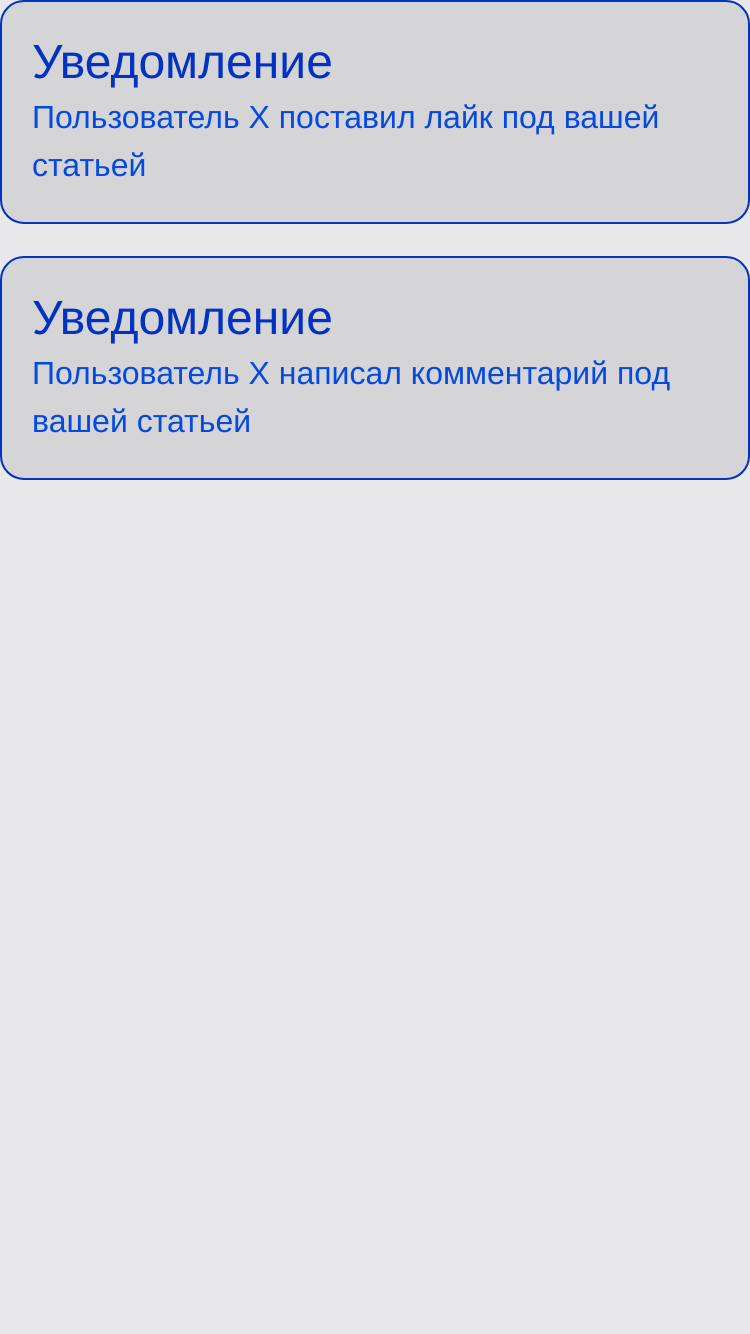 Уведомление
Пользователь X поставил лайк под вашей
статьей
Уведомление
Пользователь X написал комментарий под
вашей статьей